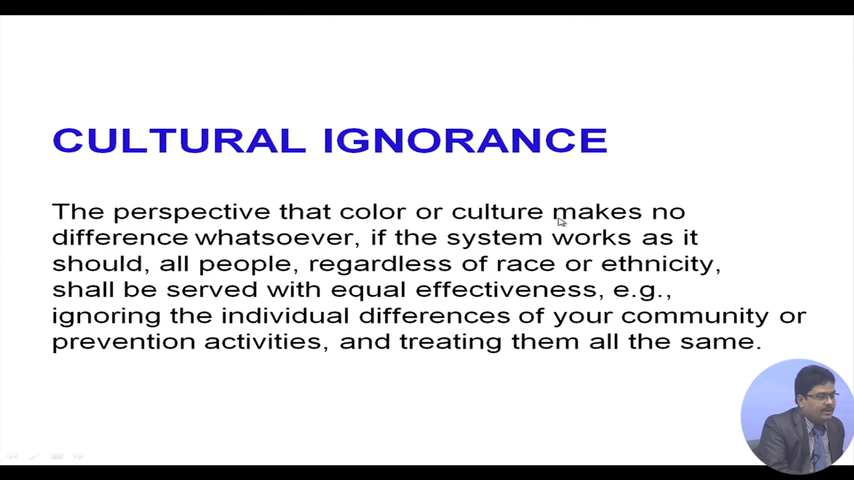 CULTURAL IGNORANCE
The perspective that color or culture makes no
difference whatsoever, if the system works as it
should, all people, regardless of race or ethnicity,
shall be served with equal effectiveness, e.g.,
ignoring the individual differences of your community or
prevention activities, and treating them all the same.